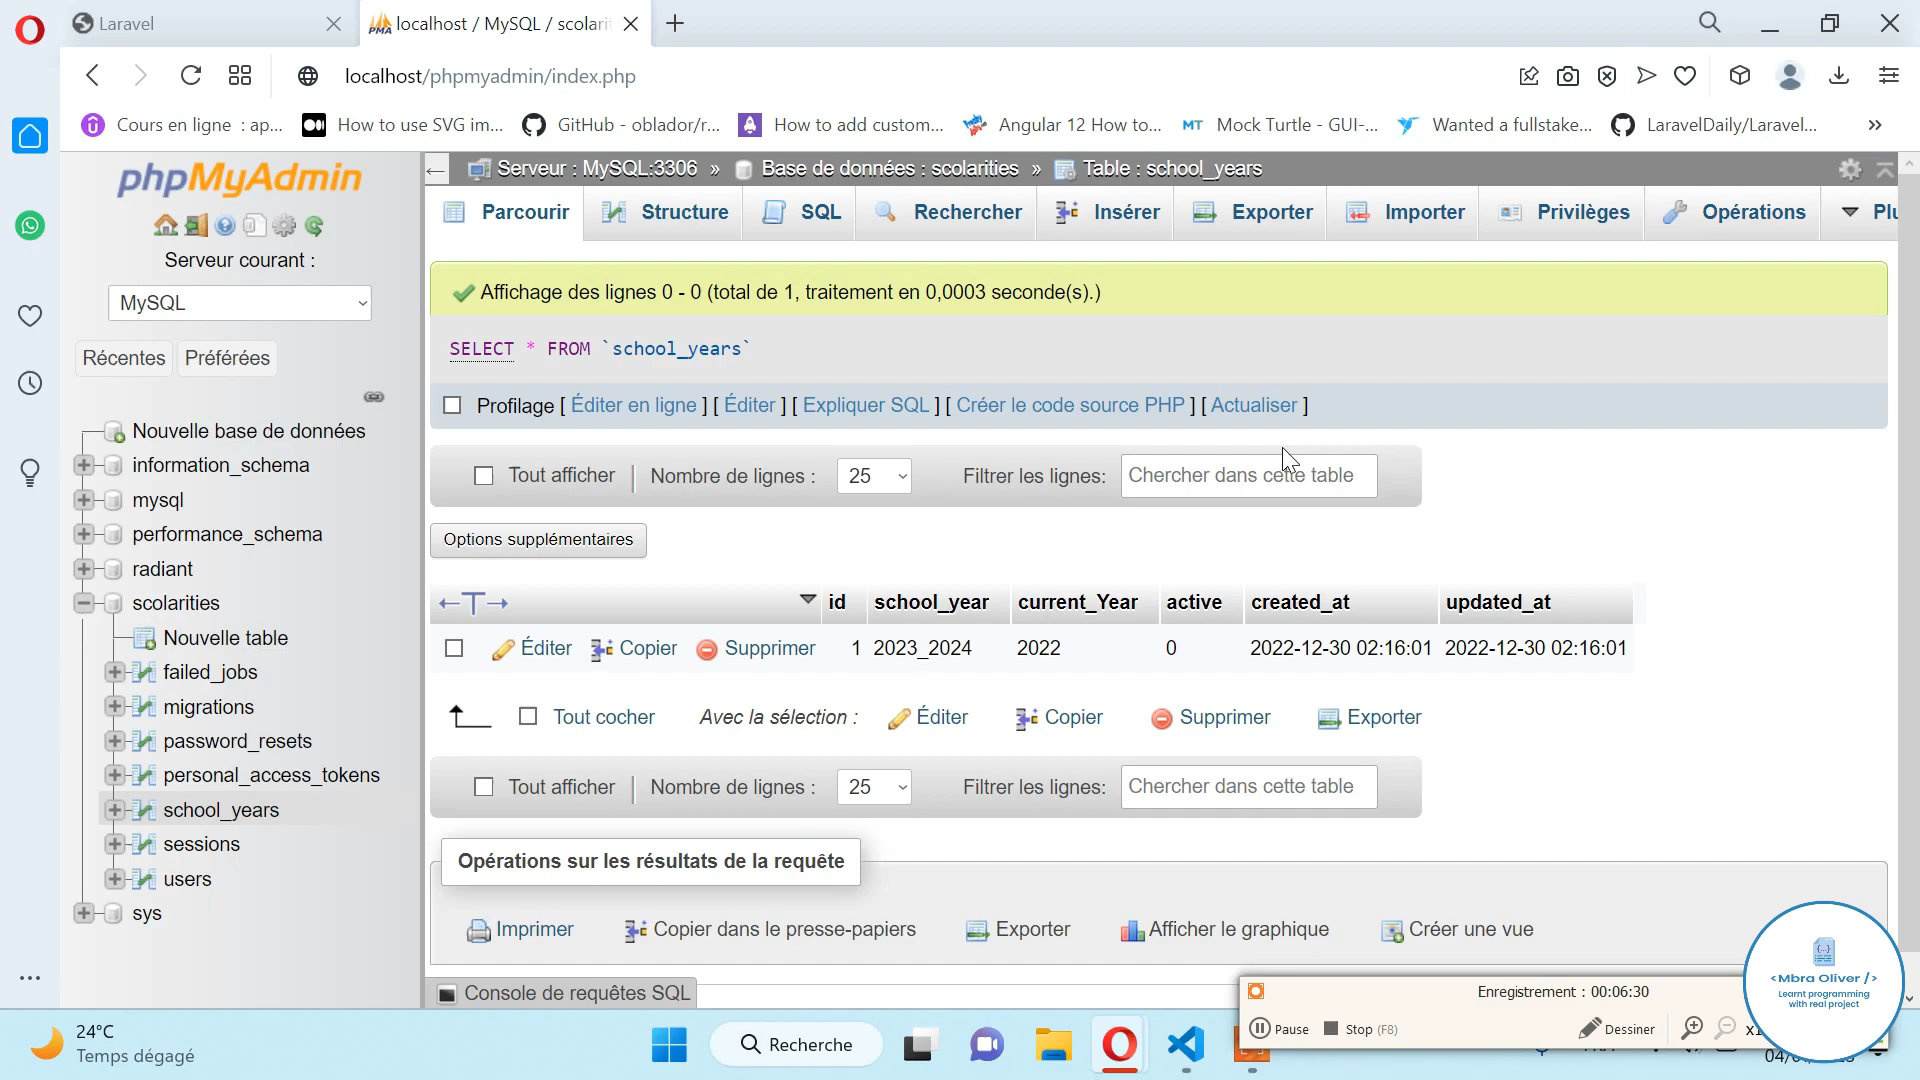 Laravel
PMA
localhost / MySQL / scolari
localhost/phpmyadmin/index.php
Cours en ligne : ap...
How to use SVG im...
GitHub - oblador/r...
How to add custom...
Angular 12 How to...
MT
Mock Turtle - GUI-...
Wanted a fullstake...
LaravelDaily/Laravel...
»
phpMyAdmin
Serveur courant :
MySQL
Récentes
Préférées
Nouvelle base de données
information_schema
mysql
performance_schema
radiant
scolarities
Nouvelle table
failed_jobs
migrations
password_resets
personal_access_tokens
school_years
sessions
users
sys
Serveur : MySQL:3306 » Base de données : scolarities » Table : school_years
Parcourir
Structure
SQL
Rechercher
Insérer
Exporter
Importer
Privilèges
Opérations
Plu
Affichage des lignes 0 - 0 (total de 1, traitement en 0,0003 seconde(s).)
SELECT * FROM `school_years`
Profilage [ Éditer en ligne ] [ Éditer ] [ Expliquer SQL ] [ Créer le code source PHP ] [ Actualiser ]
Tout afficher | Nombre de lignes : 25 Filtrer les lignes: Chercher dans cette table
Options supplémentaires
←T→ id school_year current_Year active created_at updated_at
Éditer Copier Supprimer 1 2023_2024 2022 0 2022-12-30 02:16:01 2022-12-30 02:16:01
Tout cocher Avec la sélection : Éditer Copier Supprimer Exporter
Tout afficher | Nombre de lignes : 25 Filtrer les lignes: Chercher dans cette table
Opérations sur les résultats de la requête
Imprimer
Copier dans le presse-papiers
Exporter
Afficher le graphique
Créer une vue
Console de requêtes SQL
Enregistrement : 00:06:30
Pause
Stop (F8)
Dessiner
{...}
<Mbra Oliver />
Learnt programming
with real project
24°C
Temps dégagé
Recherche